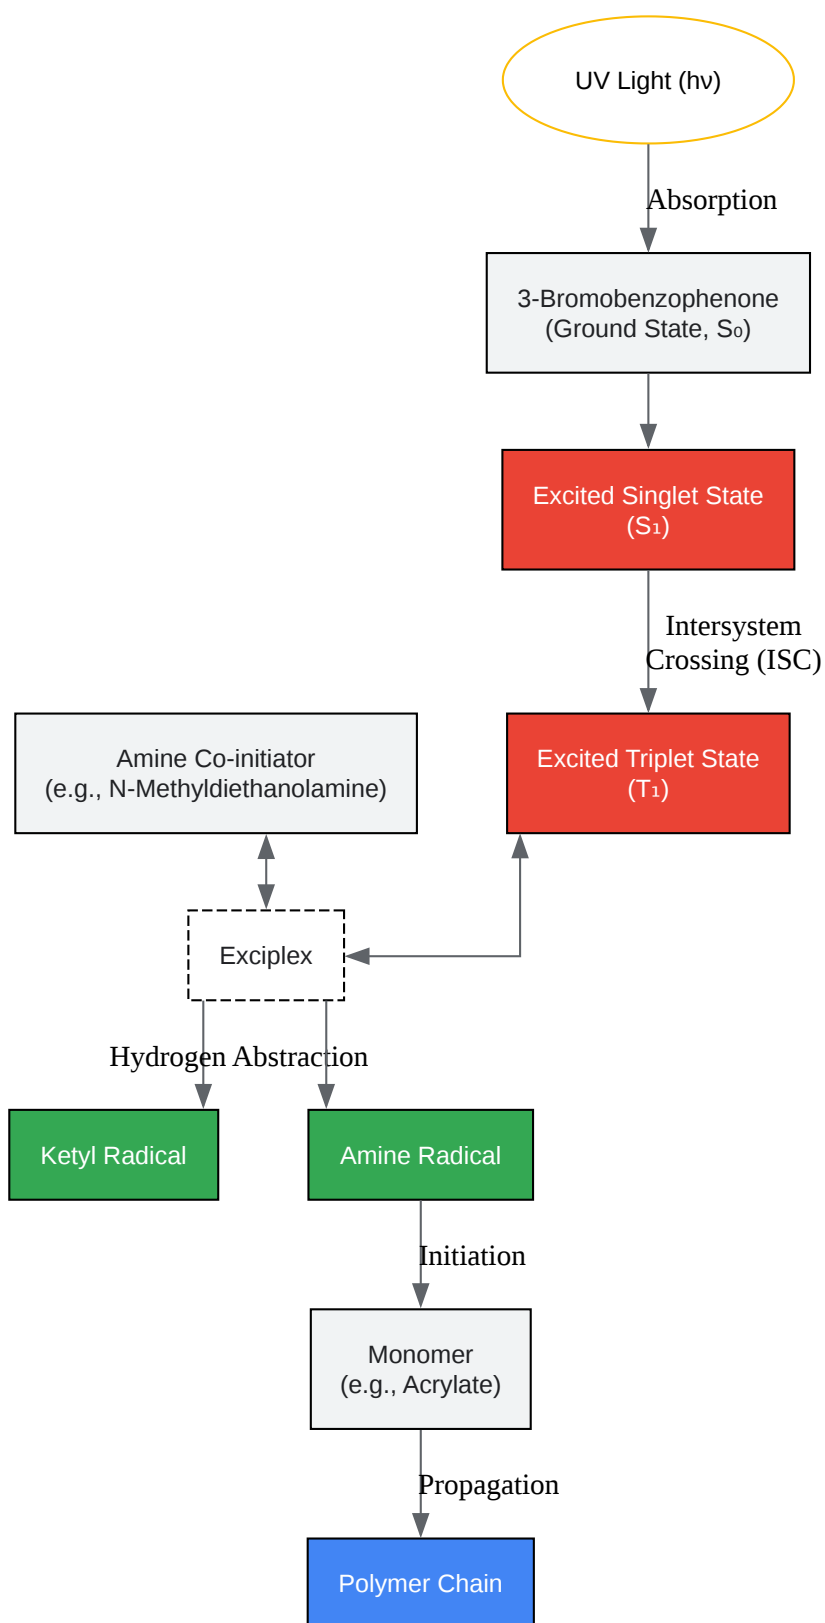 UV Light (hν)
Absorption
3-Bromobenzophenone
(Ground State, S₀)
Excited Singlet State
(S₁)
Intersystem
Crossing (ISC)
Amine Co-initiator
(e.g., N-Methyldiethanolamine)
Excited Triplet State
(T₁)
Exciplex
Hydrogen Abstraction
Ketyl Radical
Amine Radical
Initiation
Monomer
(e.g., Acrylate)
Propagation
Polymer Chain